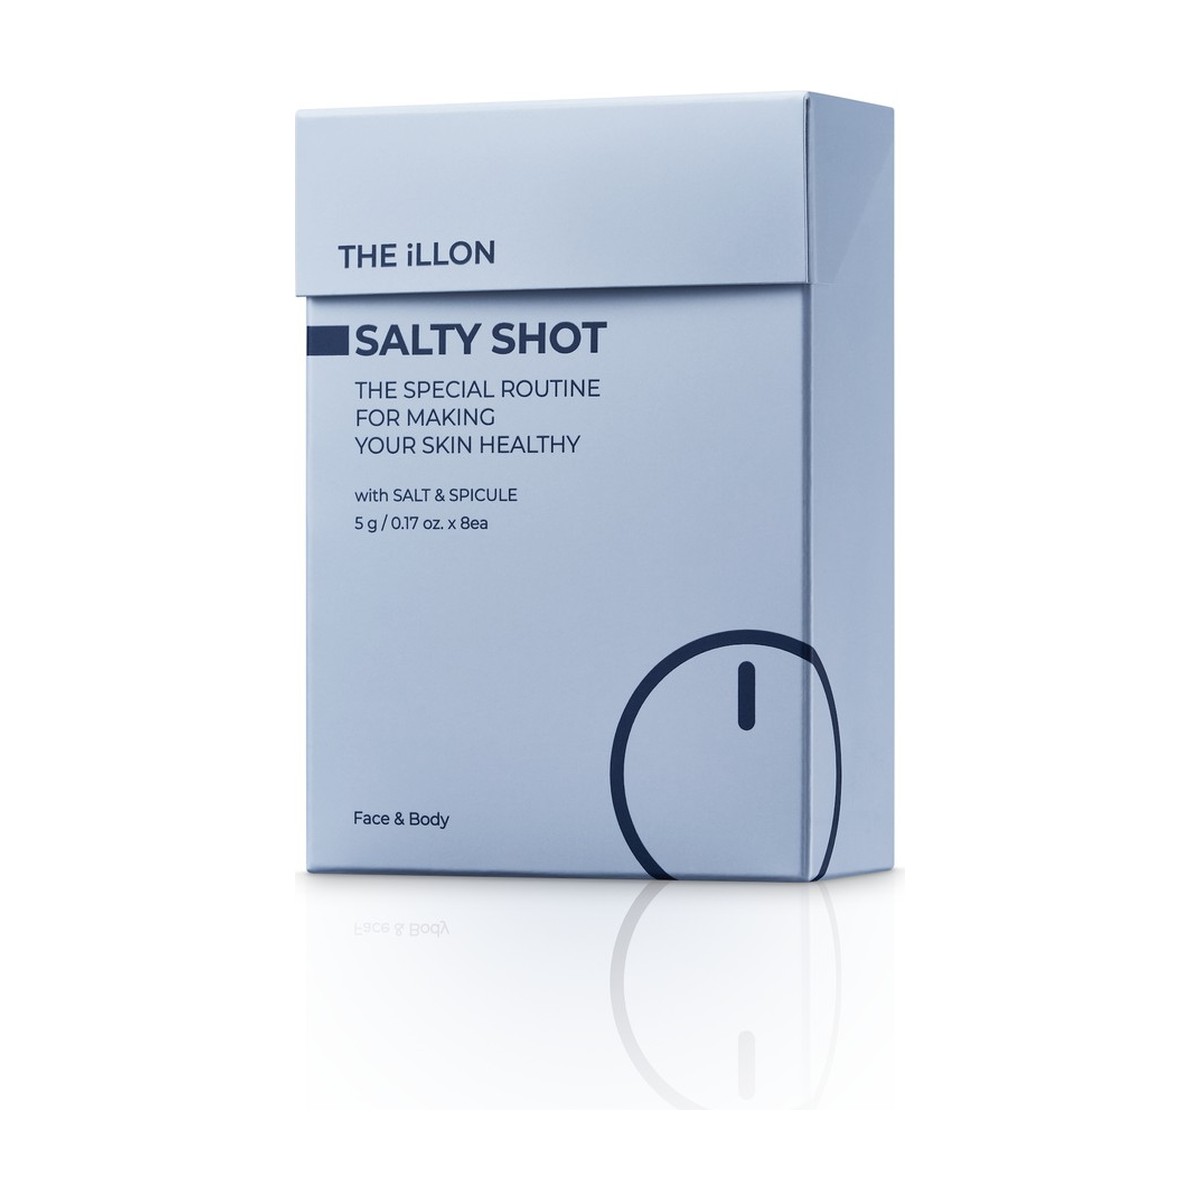 THE iLLON
SALTY SHOT
THE SPECIAL ROUTINE
FOR MAKING
YOUR SKIN HEALTHY
with SALT & SPICULE
5 g / 0.17 oz. x 8ea
Face & Body